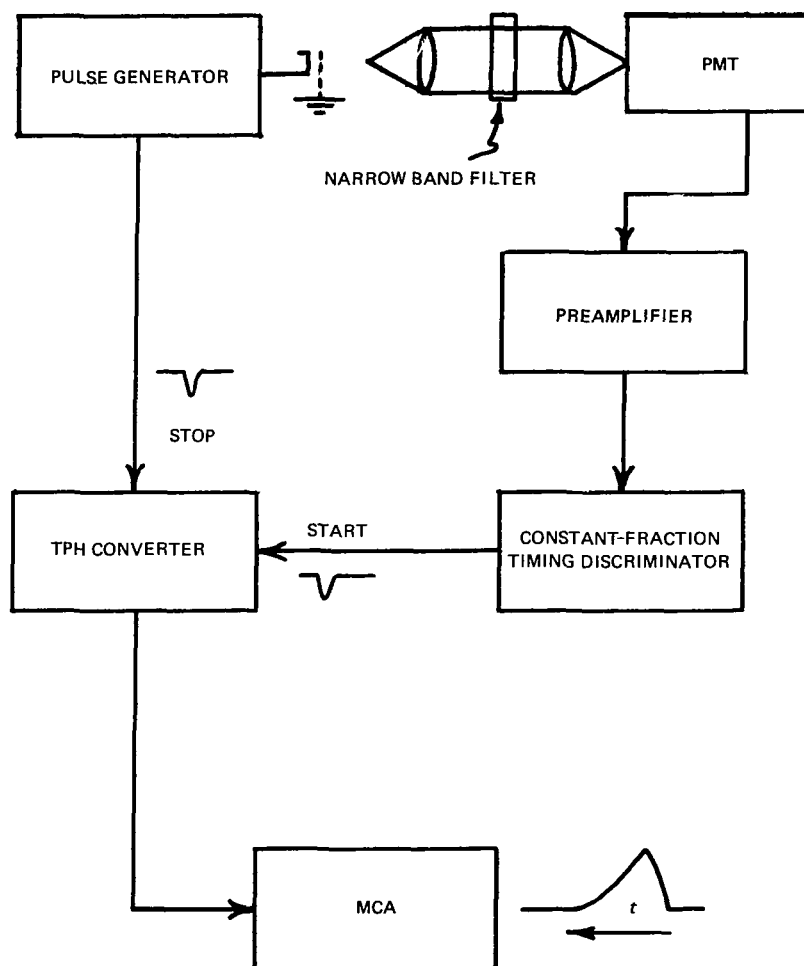 PULSE GENERATOR
PMT
NARROW BAND FILTER
PREAMPLIFIER
STOP
TPH CONVERTER
START
CONSTANT-FRACTION
TIMING DISCRIMINATOR
MCA
t